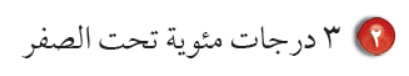 ٢ ٣ درجات مئوية تحت الصفر